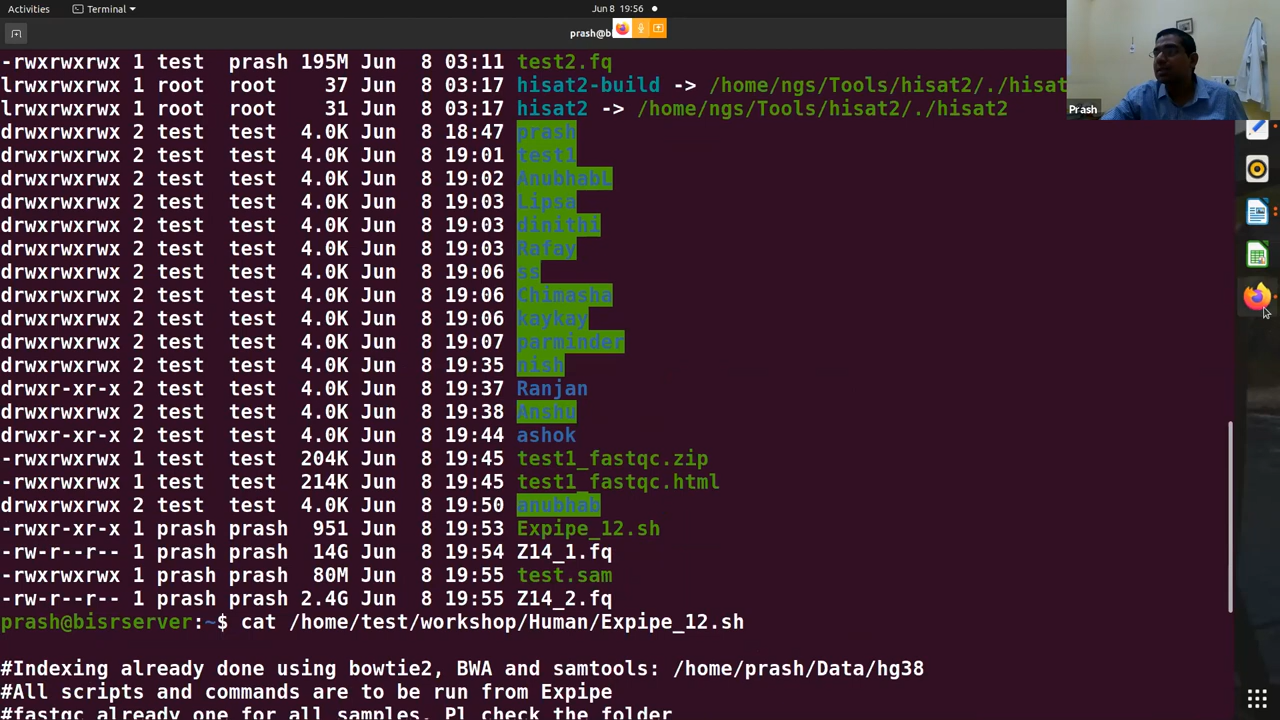 Activities Terminal Jun 8 19:56
prash@b
-rwxrwxrwx 1 test prash 195M Jun 8 03:11 test2.fq
lrwxrwxrwx 1 root root 37 Jun 8 03:17 hisat2-build -> /home/ngs/Tools/hisat2/./hisat
lrwxrwxrwx 1 root root 31 Jun 8 03:17 hisat2 -> /home/ngs/Tools/hisat2/./hisat2
Prash
drwxrwxrwx 2 test test 4.0K Jun 8 18:47 prash
drwxrwxrwx 2 test test 4.0K Jun 8 19:01 test1
drwxrwxrwx 2 test test 4.0K Jun 8 19:02 AnubhabL
drwxrwxrwx 2 test test 4.0K Jun 8 19:03 Lipsa
drwxrwxrwx 2 test test 4.0K Jun 8 19:03 dinithi
drwxrwxrwx 2 test test 4.0K Jun 8 19:03 Rafay
drwxrwxrwx 2 test test 4.0K Jun 8 19:06 ss
drwxrwxrwx 2 test test 4.0K Jun 8 19:06 Chimasha
drwxrwxrwx 2 test test 4.0K Jun 8 19:06 kaykay
drwxrwxrwx 2 test test 4.0K Jun 8 19:07 parminder
drwxrwxrwx 2 test test 4.0K Jun 8 19:35 nish
drwxr-xr-x 2 test test 4.0K Jun 8 19:37 Ranjan
drwxrwxrwx 2 test test 4.0K Jun 8 19:38 Anshu
drwxr-xr-x 2 test test 4.0K Jun 8 19:44 ashok
-rwxrwxrwx 1 test test 204K Jun 8 19:45 test1_fastqc.zip
-rwxrwxrwx 1 test test 214K Jun 8 19:45 test1_fastqc.html
drwxrwxrwx 2 test test 4.0K Jun 8 19:50 anubhab
-rwxr-xr-x 1 prash prash 951 Jun 8 19:53 Expipe_12.sh
-rw-r--r-- 1 prash prash 14G Jun 8 19:54 Z14_1.fq
-rwxrwxrwx 1 prash prash 80M Jun 8 19:55 test.sam
-rw-r--r-- 1 prash prash 2.4G Jun 8 19:55 Z14_2.fq
prash@bisrserver:~$ cat /home/test/workshop/Human/Expipe_12.sh
#Indexing already done using bowtie2, BWA and samtools: /home/prash/Data/hg38
#All scripts and commands are to be run from Expipe
#fastqc already one for all samples. Pl check the folder